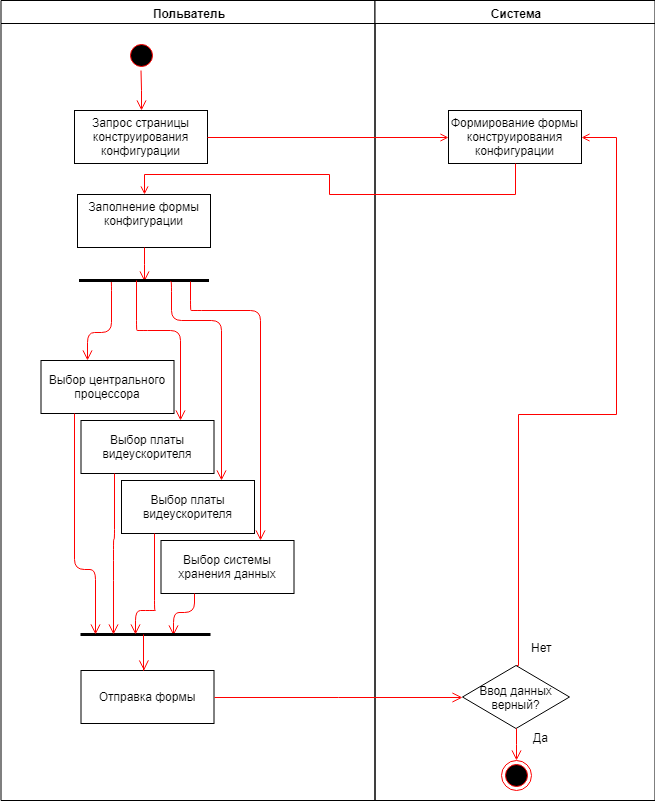 Польватель
Система
Запрос страницы
конструирования
конфигурации
Формирование формы
конструирования
конфигурации
Заполнение формы
конфигурации
Выбор центрального
процессора
Выбор платы
видеускорителя
Выбор платы
видеускорителя
Выбор системы
хранения данных
Отправка формы
Нет
Ввод данных
верный?
Да